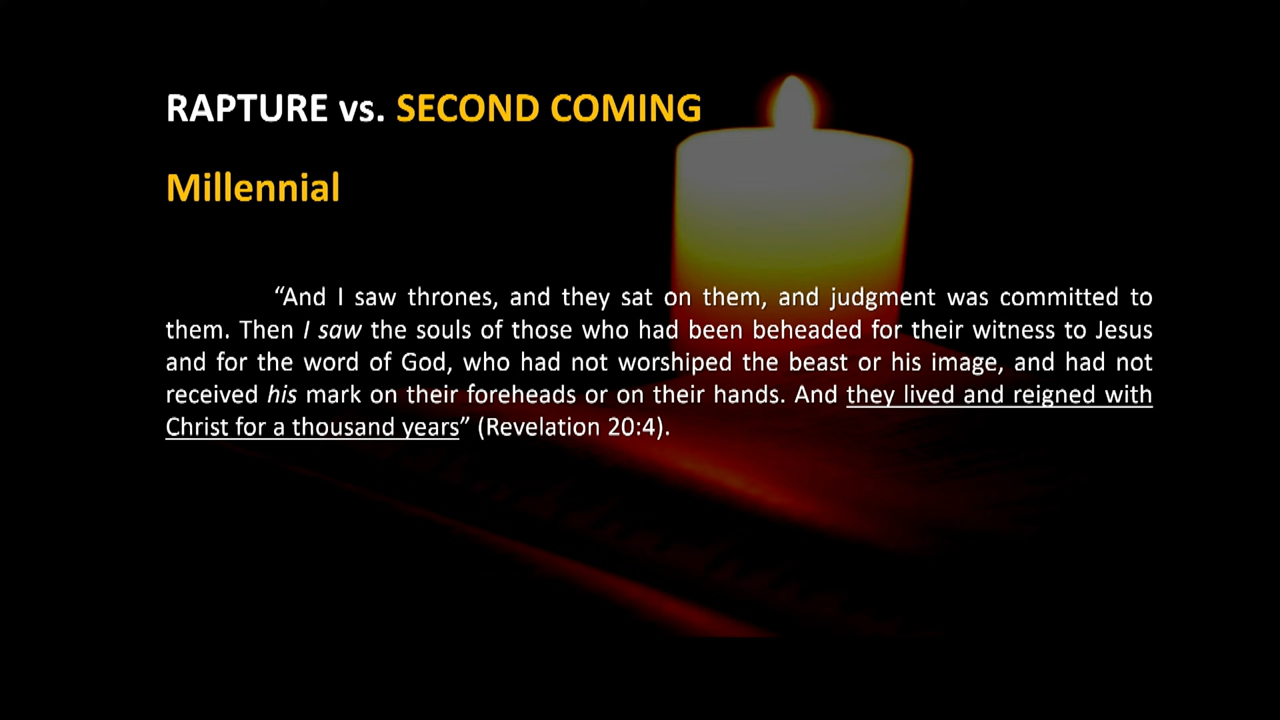 RAPTURE vs. SECOND COMING
Millennial
“And I saw thrones, and they sat on them, and judgment was committed to
them. Then I saw the souls of those who had been beheaded for their witness to Jesus
and for the word of God, who had not worshiped the beast or his image, and had not
received his mark on their foreheads or on their hands. And they lived and reigned with
Christ for a thousand years” (Revelation 20:4).